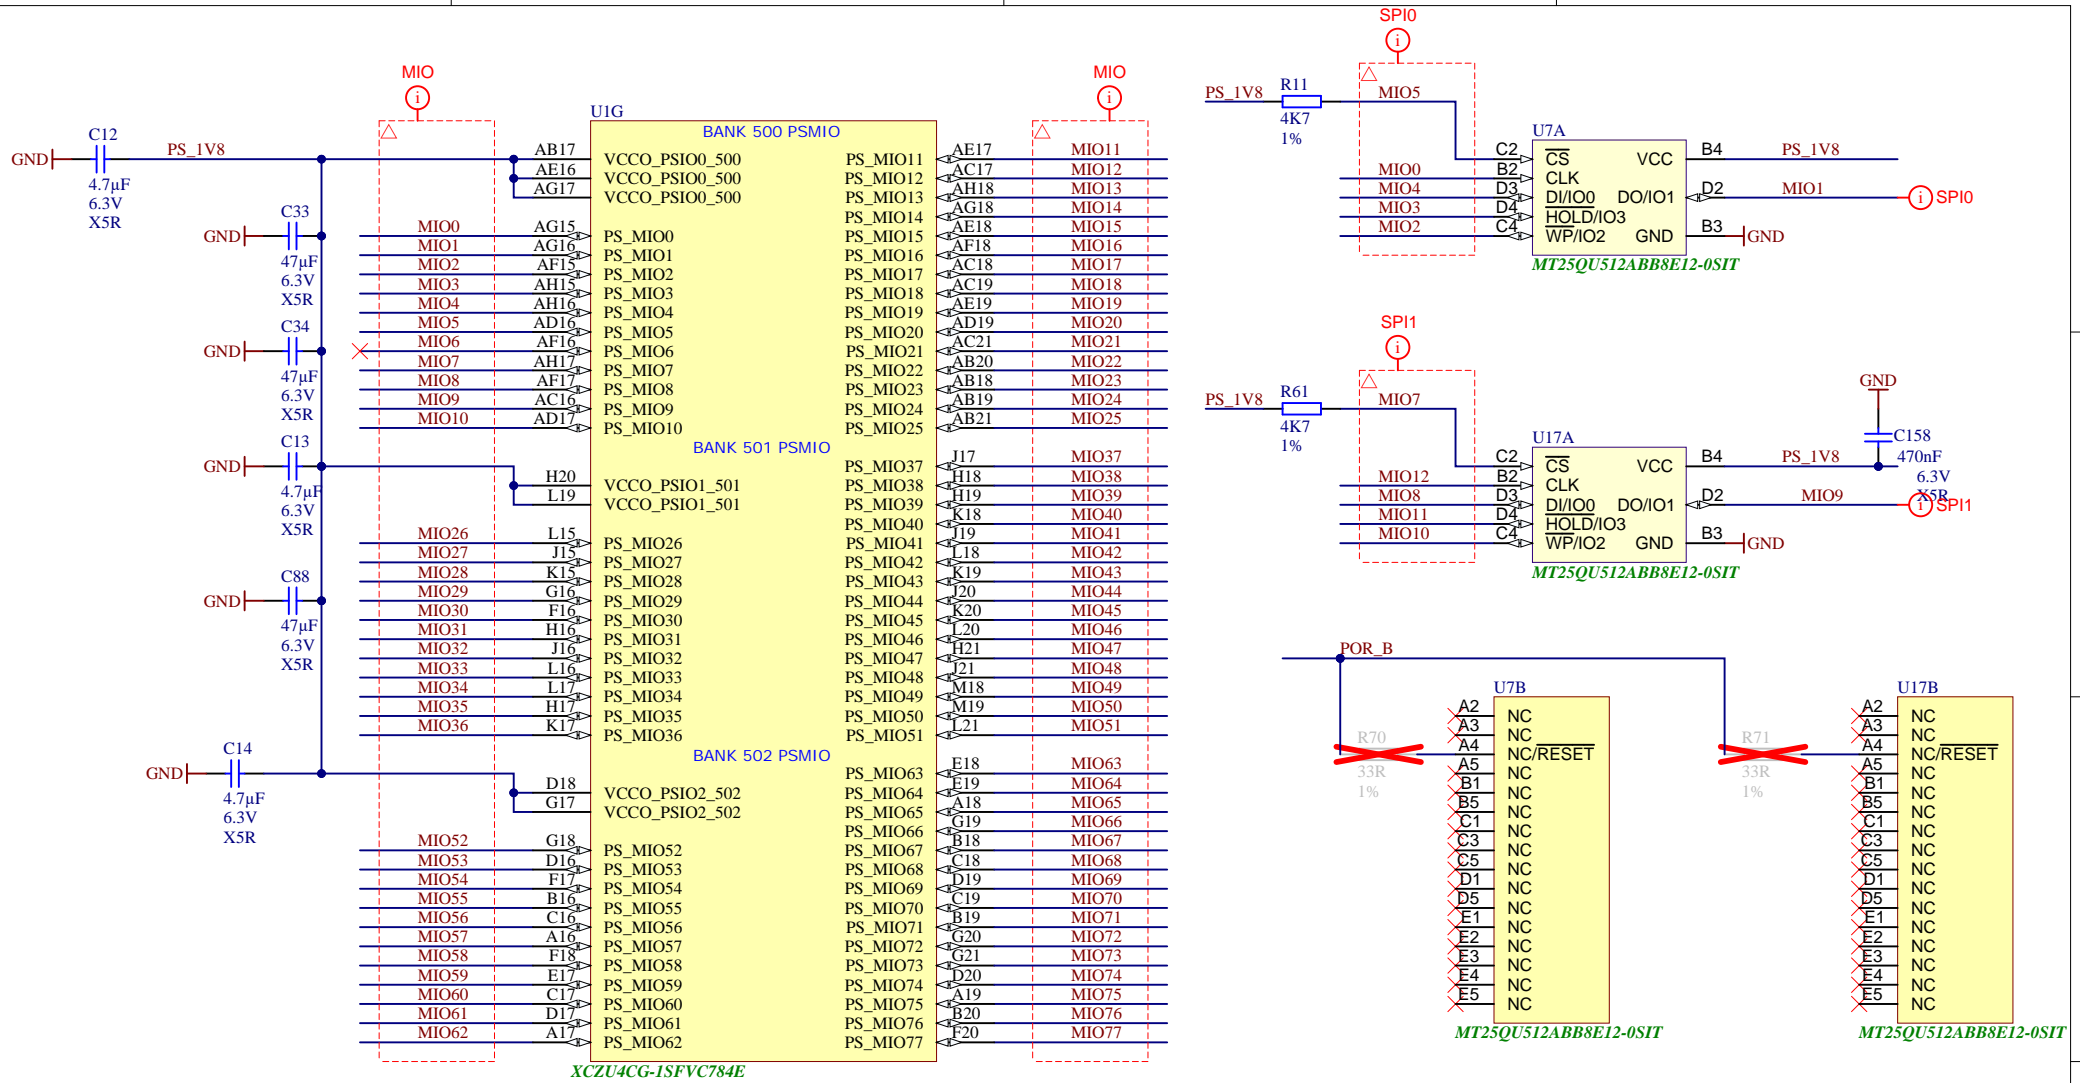 SPI0
i
MIO
i
MIO
i
U1G
BANK 500 PSMIO
C12
GND
PS_1V8
4.7µF
6.3V
X5R
AB17 VCCO_PSIO0_500
AE16 VCCO_PSIO0_500
AG17 VCCO_PSIO0_500
C33
GND
47µF
6.3V
X5R
C34
GND
47µF
6.3V
X5R
C13
GND
4.7µF
6.3V
X5R
C88
GND
47µF
6.3V
X5R
C14
GND
4.7µF
6.3V
X5R
MIO0 AG15 PS_MIO0
MIO1 AG16 PS_MIO1
MIO2 AF15 PS_MIO2
MIO3 AH15 PS_MIO3
MIO4 AH16 PS_MIO4
MIO5 AD16 PS_MIO5
MIO6 AF16 PS_MIO6
MIO7 AH17 PS_MIO7
MIO8 AF17 PS_MIO8
MIO9 AC16 PS_MIO9
MIO10 AD17 PS_MIO10
PS_MIO11 AE17 MIO11
PS_MIO12 AC17 MIO12
PS_MIO13 AH18 MIO13
PS_MIO14 AG18 MIO14
PS_MIO15 AE18 MIO15
PS_MIO16 AF18 MIO16
PS_MIO17 AC18 MIO17
PS_MIO18 AC19 MIO18
PS_MIO19 AE19 MIO19
PS_MIO20 AD19 MIO20
PS_MIO21 AC21 MIO21
PS_MIO22 AB20 MIO22
PS_MIO23 AB18 MIO23
PS_MIO24 AB19 MIO24
PS_MIO25 AB21 MIO25
BANK 501 PSMIO
H20 VCCO_PSIO1_501
L19 VCCO_PSIO1_501
MIO26 L15 PS_MIO26
MIO27 J15 PS_MIO27
MIO28 K15 PS_MIO28
MIO29 G16 PS_MIO29
MIO30 F16 PS_MIO30
MIO31 H16 PS_MIO31
MIO32 J16 PS_MIO32
MIO33 L16 PS_MIO33
MIO34 L17 PS_MIO34
MIO35 H17 PS_MIO35
MIO36 K17 PS_MIO36
PS_MIO37 J17 MIO37
PS_MIO38 H18 MIO38
PS_MIO39 H19 MIO39
PS_MIO40 K18 MIO40
PS_MIO41 J19 MIO41
PS_MIO42 L18 MIO42
PS_MIO43 K19 MIO43
PS_MIO44 J20 MIO44
PS_MIO45 K20 MIO45
PS_MIO46 L20 MIO46
PS_MIO47 H21 MIO47
PS_MIO48 J21 MIO48
PS_MIO49 M18 MIO49
PS_MIO50 M19 MIO50
PS_MIO51 L21 MIO51
BANK 502 PSMIO
D18 VCCO_PSIO2_502
G17 VCCO_PSIO2_502
MIO52 G18 PS_MIO52
MIO53 D16 PS_MIO53
MIO54 F17 PS_MIO54
MIO55 B16 PS_MIO55
MIO56 C16 PS_MIO56
MIO57 A16 PS_MIO57
MIO58 F18 PS_MIO58
MIO59 E17 PS_MIO59
MIO60 C17 PS_MIO60
MIO61 D17 PS_MIO61
MIO62 A17 PS_MIO62
PS_MIO63 E18 MIO63
PS_MIO64 E19 MIO64
PS_MIO65 A18 MIO65
PS_MIO66 G19 MIO66
PS_MIO67 B18 MIO67
PS_MIO68 C18 MIO68
PS_MIO69 D19 MIO69
PS_MIO70 C19 MIO70
PS_MIO71 B19 MIO71
PS_MIO72 G20 MIO72
PS_MIO73 G21 MIO73
PS_MIO74 D20 MIO74
PS_MIO75 A19 MIO75
PS_MIO76 B20 MIO76
PS_MIO77 F20 MIO77
XCZU4CG-1SFVC784E
PS_1V8
R11
4K7
1%
MIO5
U7A
C2 CS VCC B4 PS_1V8
MIO0 B2 CLK
MIO4 D3 DI/IO0 DO/IO1 D2 MIO1 i SPI0
MIO3 D4 HOLD/IO3
MIO2 C4 WP/IO2 GND B3 GND
MT25QU512ABB8E12-0SIT
SPI1
i
PS_1V8
R61
4K7
1%
MIO7
U17A
GND
C158
470nF
6.3V
X5R
C2 CS VCC B4 PS_1V8
MIO12 B2 CLK
MIO8 D3 DI/IO0 DO/IO1 D2 MIO9 i SPI1
MIO11 D4 HOLD/IO3
MIO10 C4 WP/IO2 GND B3 GND
MT25QU512ABB8E12-0SIT
POR_B
R70
33R
1%
U7B
A2 NC
A3 NC
A4 NC/RESET
A5 NC
B1 NC
B5 NC
C1 NC
C3 NC
C5 NC
D1 NC
D5 NC
E1 NC
E2 NC
E3 NC
E4 NC
E5 NC
MT25QU512ABB8E12-0SIT
R71
33R
1%
U17B
A2 NC
A3 NC
A4 NC/RESET
A5 NC
B1 NC
B5 NC
C1 NC
C3 NC
C5 NC
D1 NC
D5 NC
E1 NC
E2 NC
E3 NC
E4 NC
E5 NC
MT25QU512ABB8E12-0SIT